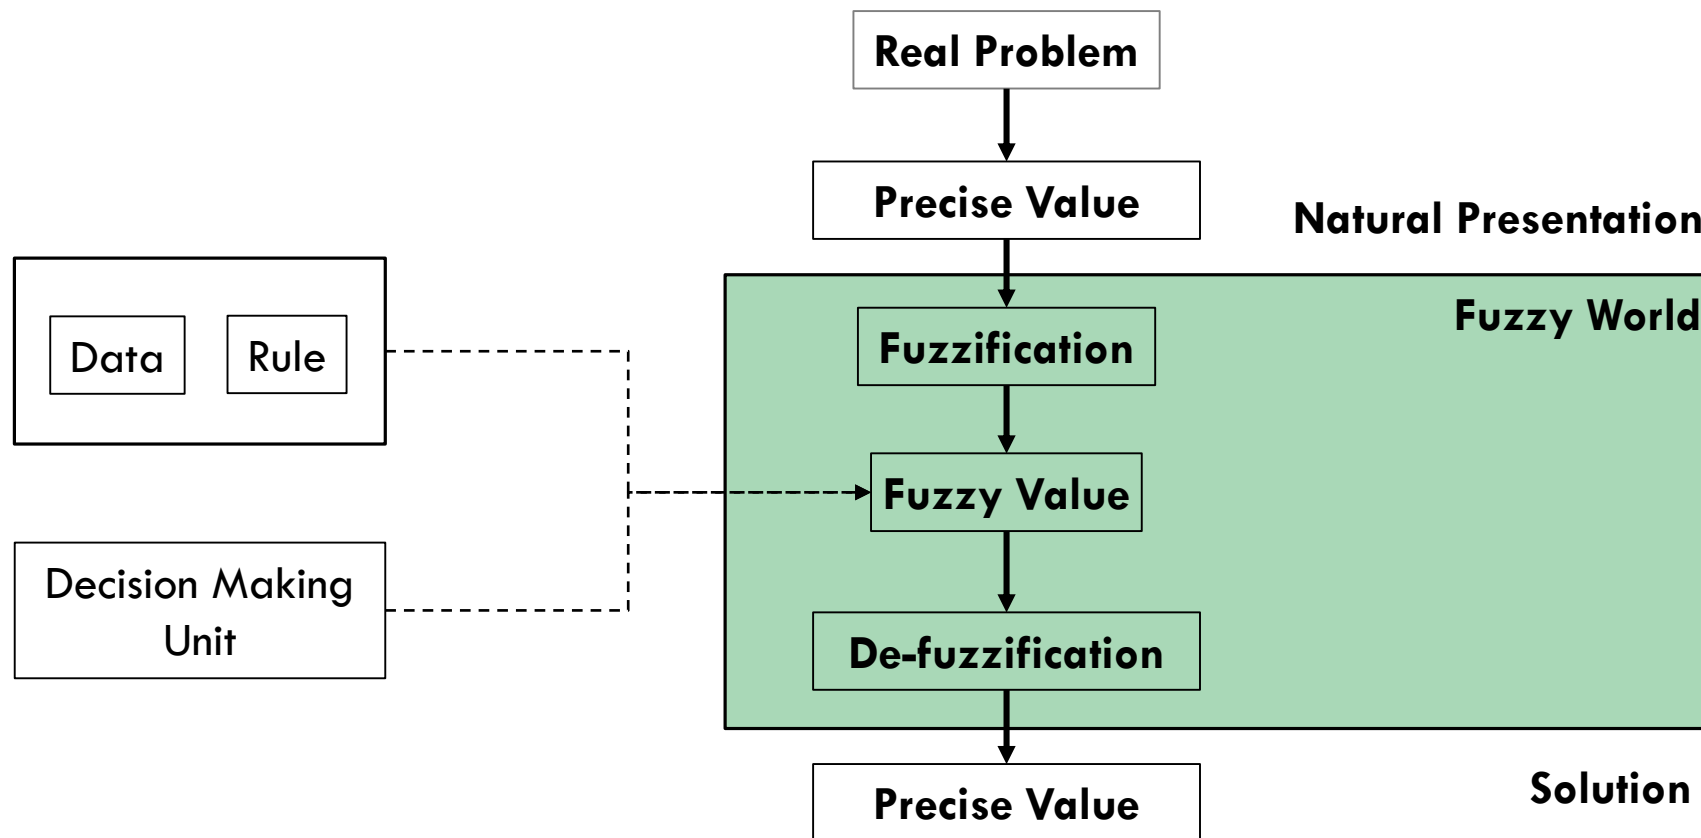 Real Problem
Precise Value
Natural Presentation
Fuzzy World
Fuzzification
Data
Rule
Fuzzy Value
Decision Making
Unit
De-fuzzification
Precise Value
Solution